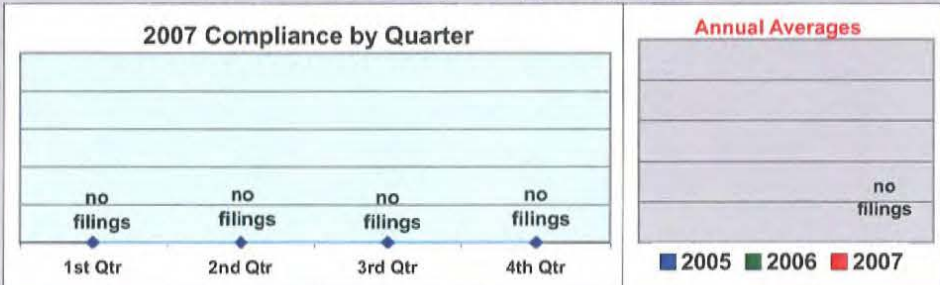 2007 Compliance by Quarter
no filings
no filings
no filings
no filings
1st Qtr 2nd Qtr 3rd Qtr 4th Qtr
Annual Averages
no filings
2005 2006 2007